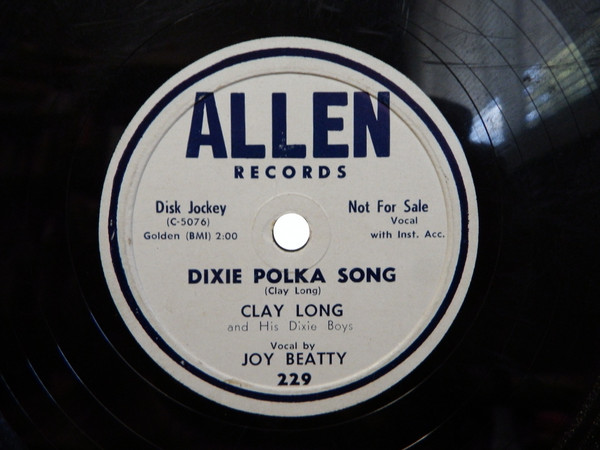 ALLEN
RECORDS
Disk Jockey
(C-5076)
Golden (BMI) 2:00
Not For Sale
Vocal
with Inst. Acc.
DIXIE POLKA SONG
(Clay Long)
CLAY LONG
and His Dixie Boys
Vocal by
JOY BEATTY
229